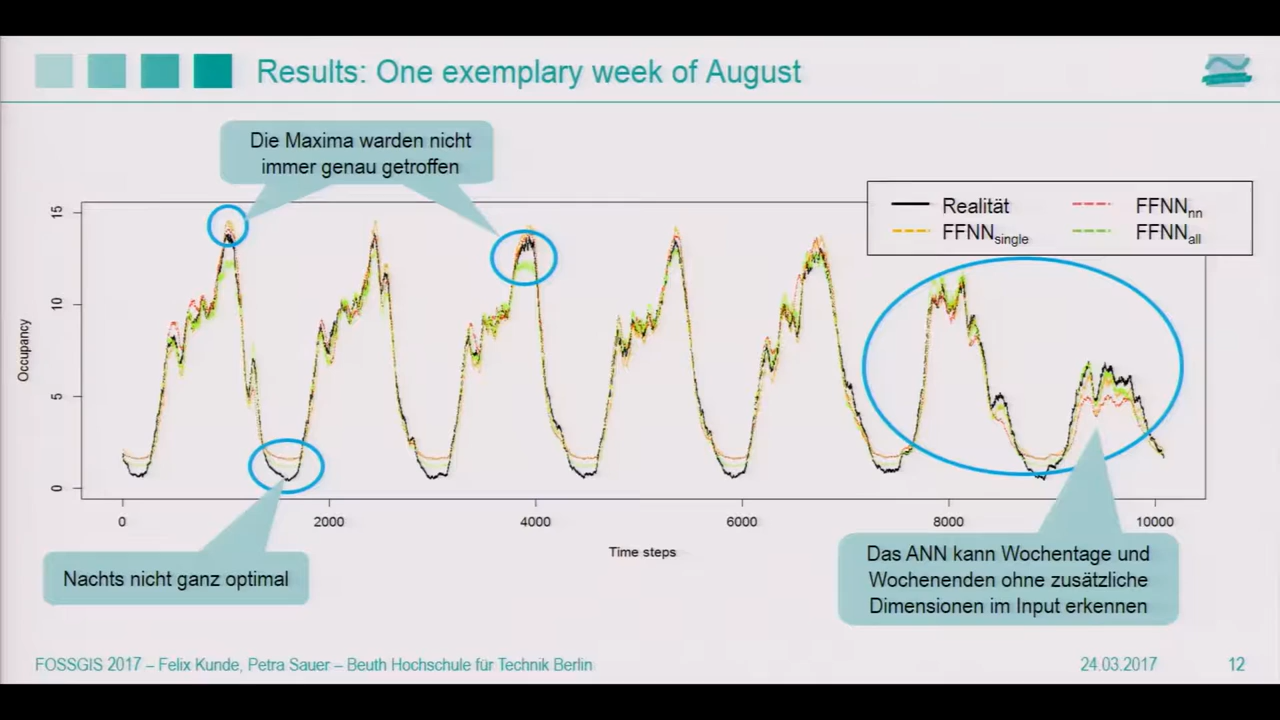 Results: One exemplary week of August
Die Maxima warden nicht
immer genau getroffen
Realität
FFNNnn
FFNNsingle
FFNNall
15
10
5
0
Occupancy
0
2000
4000
6000
8000
10000
Time steps
Nachts nicht ganz optimal
Das ANN kann Wochentage und
Wochenenden ohne zusätzliche
Dimensionen im Input erkennen
FOSSGIS 2017 – Felix Kunde, Petra Sauer – Beuth Hochschule für Technik Berlin
24.03.2017
12